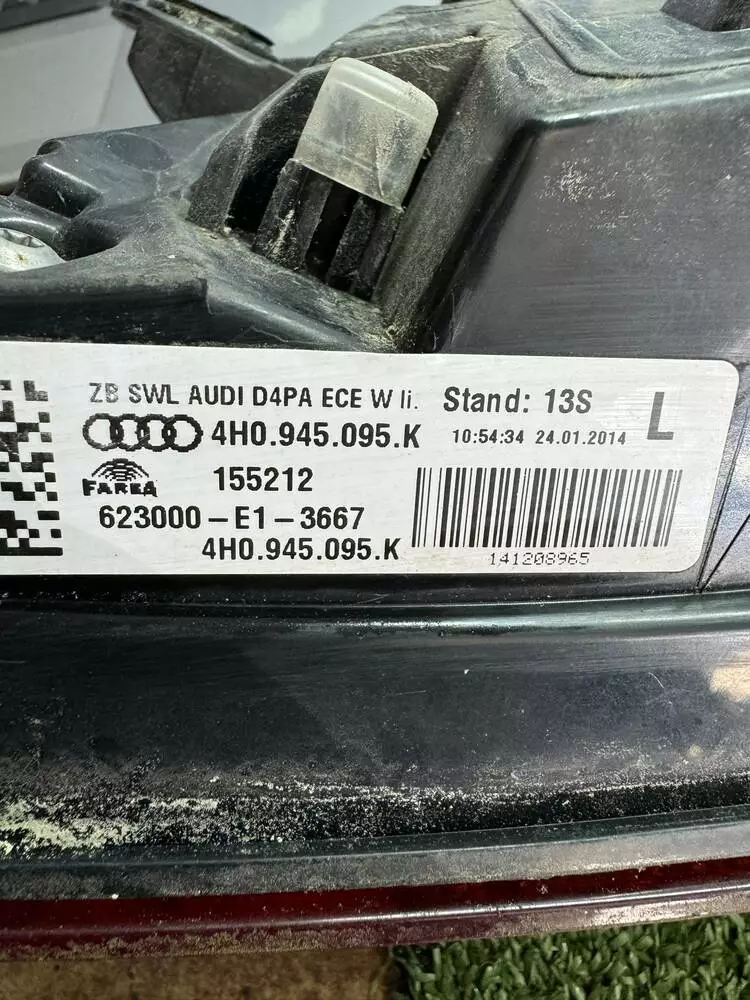 ZB SWL AUDI D4PA ECE W li. Stand: 13S
4H0.945.095.K 10:54:34 24.01.2014 L
FAREA 155212
623000-E1-3667
4H0.945.095.K
141208965